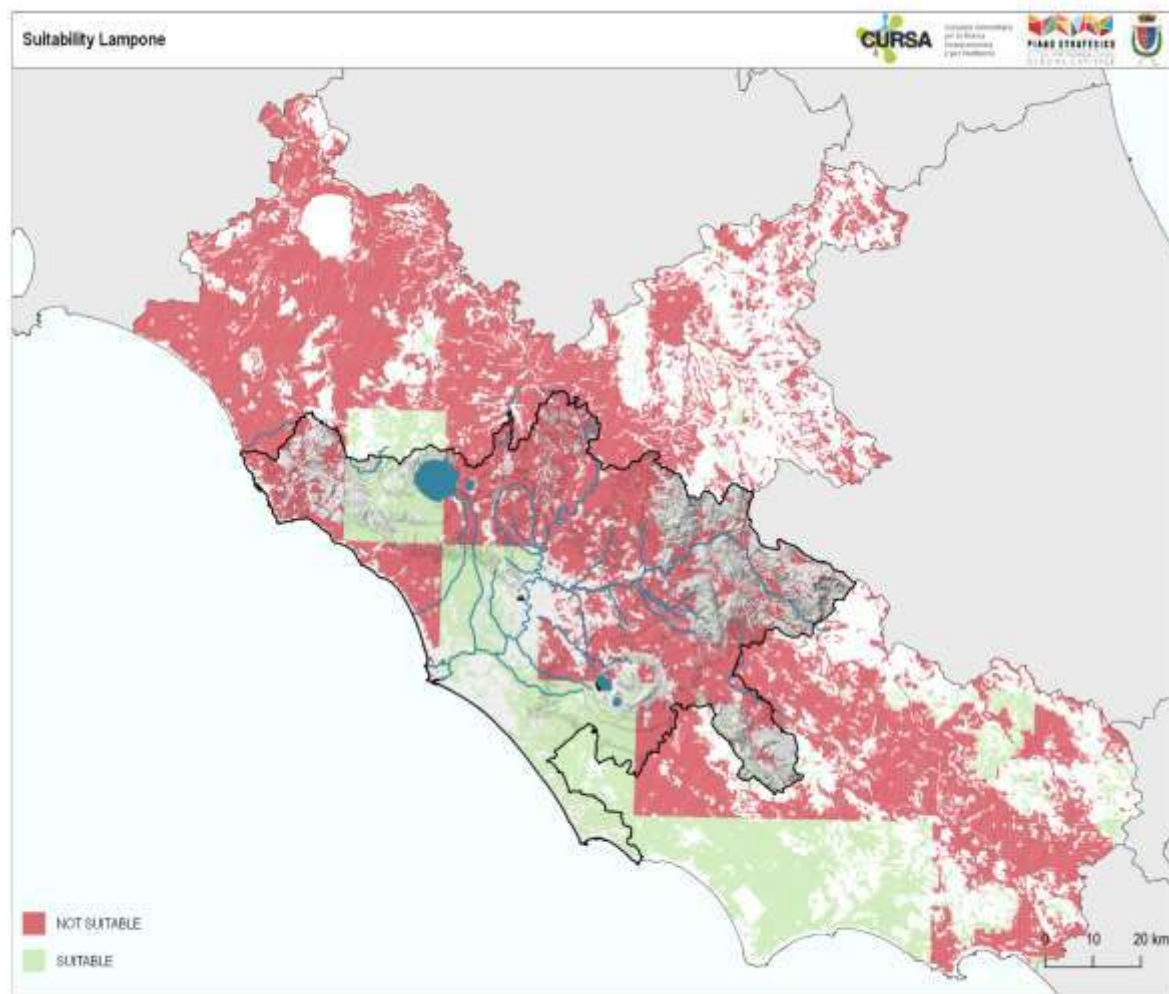 Suitability Lampone
CURSA
PIANO STRATEGICO
NOT SUITABLE
SUITABLE
0 10 20 km